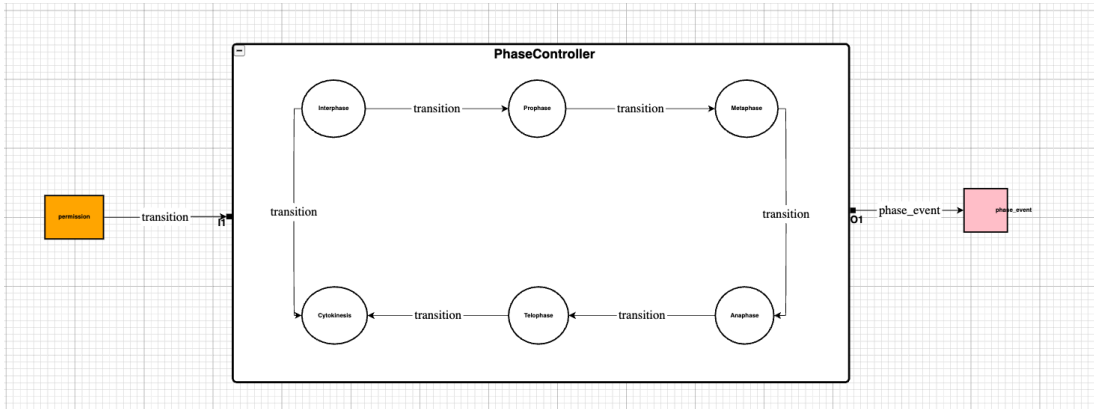 PhaseController
Interphase
transition
Prophase
transition
Metaphase
permission
transition
I1
transition
transition
O1
phase_event
phase_event
Cytokinesis
transition
Telophase
transition
Anaphase